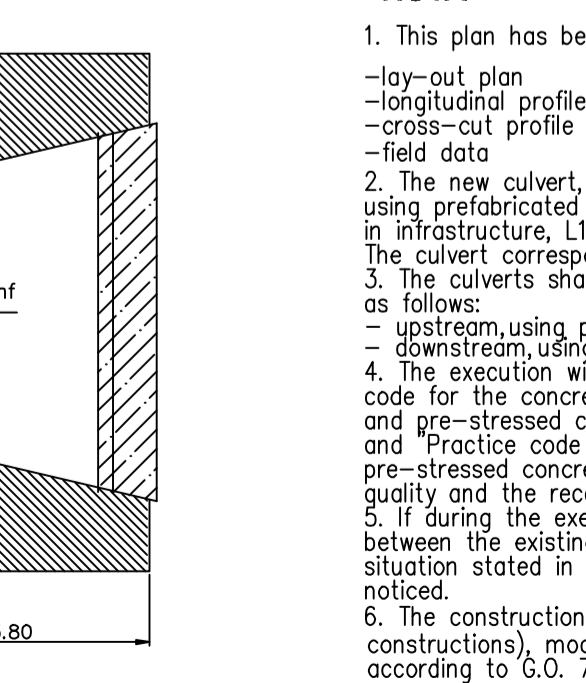 1. This plan has be
-lay-out plan
-longitudinal profile
-cross-cut profile
-field data
2. The new culvert,
using prefabricated
in infrastructure, L1
The culvert correspo
3. The culverts sha
as follows:
- upstream,using p
- downstream,using
4. The execution wi
code for the concre
and pre-stressed c
and "Practice code
pre-stressed concre
quality and the rec
5. If during the exe
between the existin
situation stated in
noticed.
6. The construction
constructions), mod
according to G.O. 7
nf
.80